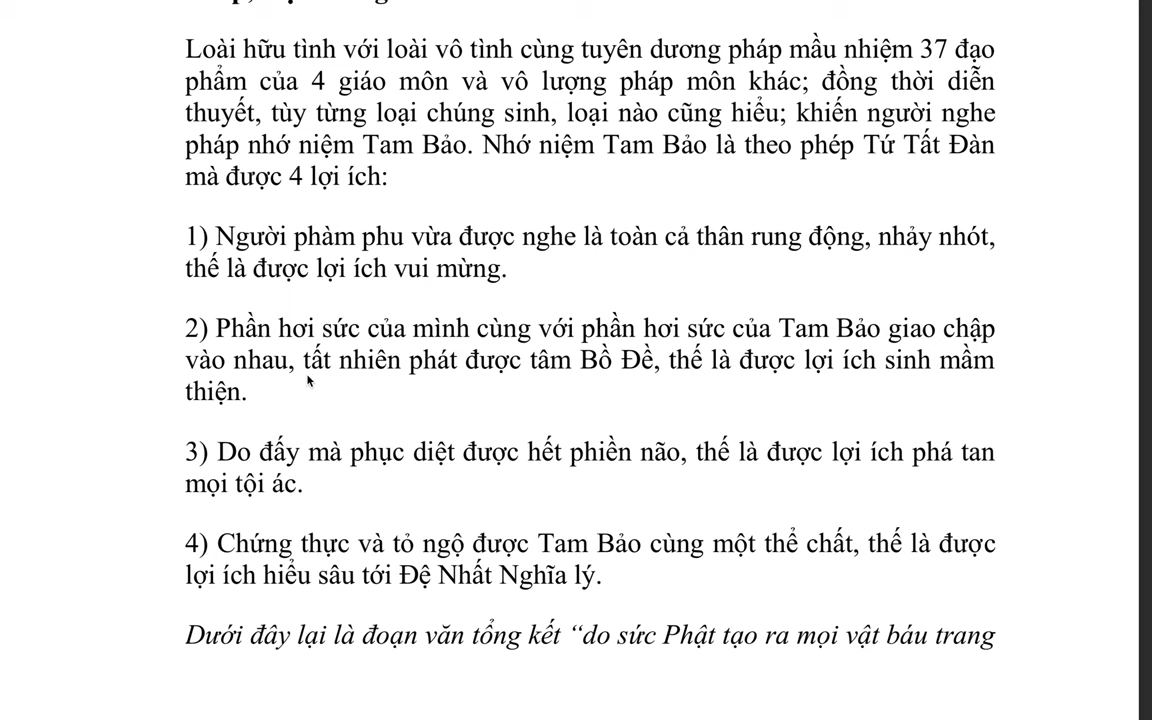 Loài hữu tình với loài vô tình cùng tuyên dương pháp mầu nhiệm 37 đạo
phẩm của 4 giáo môn và vô lượng pháp môn khác; đồng thời diễn
thuyết, tùy từng loại chúng sinh, loại nào cũng hiểu; khiến người nghe
pháp nhớ niệm Tam Bảo. Nhớ niệm Tam Bảo là theo phép Tứ Tất Đàn
mà được 4 lợi ích:
1) Người phàm phu vừa được nghe là toàn cả thân rung động, nhảy nhót,
thế là được lợi ích vui mừng.
2) Phần hơi sức của mình cùng với phần hơi sức của Tam Bảo giao chập
vào nhau, tất nhiên phát được tâm Bồ Đề, thế là được lợi ích sinh mầm
thiện.
3) Do đấy mà phục diệt được hết phiền não, thế là được lợi ích phá tan
mọi tội ác.
4) Chứng thực và tỏ ngộ được Tam Bảo cùng một thể chất, thế là được
lợi ích hiểu sâu tới Đệ Nhất Nghĩa lý.
Dưới đây lại là đoạn văn tổng kết “do sức Phật tạo ra mọi vật báu trang